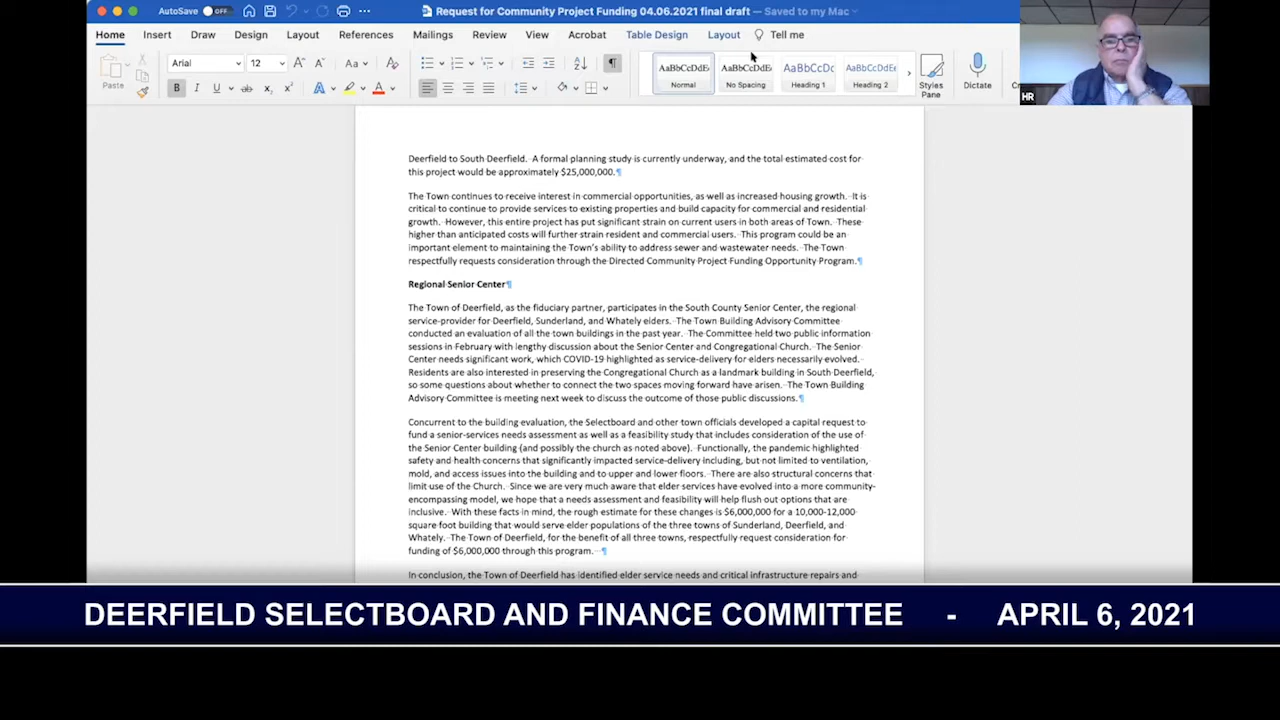 AutoSave OFF Request for Community Project Funding 04.06.2021 final draft — Saved to my Mac
Home Insert Draw Design Layout References Mailings Review View Acrobat Table Design Layout Tell me
Paste Arial 12 AaBbCcDdEe AaBbCcDdEe AaBbCcDc AaBbCcDdEe
Normal No Spacing Heading 1 Heading 2 Styles Pane Dictate
HR
Deerfield to South Deerfield. A formal planning study is currently underway, and the total estimated cost for
this project would be approximately $25,000,000.¶
The Town continues to receive interest in commercial opportunities, as well as increased housing growth. It is
critical to continue to provide services to existing properties and build capacity for commercial and residential
growth. However, this entire project has put significant strain on current users in both areas of Town. These
higher than anticipated costs will further strain resident and commercial users. This program could be an
important element to maintaining the Town's ability to address sewer and wastewater needs. The Town
respectfully requests consideration through the Directed Community Project Funding Opportunity Program.¶
Regional Senior Center¶
The Town of Deerfield, as the fiduciary partner, participates in the South County Senior Center, the regional
service-provider for Deerfield, Sunderland, and Whately elders. The Town Building Advisory Committee
conducted an evaluation of all the town buildings in the past year. The Committee held two public information
sessions in February with lengthy discussion about the Senior Center and Congregational Church. The Senior
Center needs significant work, which COVID-19 highlighted as service-delivery for elders necessarily evolved.
Residents are also interested in preserving the Congregational Church as a landmark building in South Deerfield,
so some questions about whether to connect the two spaces moving forward have arisen. The Town Building
Advisory Committee is meeting next week to discuss the outcome of those public discussions.¶
Concurrent to the building evaluation, the Selectboard and other town officials developed a capital request to
fund a senior-services needs assessment as well as a feasibility study that includes consideration of the use of
the Senior Center building (and possibly the church as noted above). Functionally, the pandemic highlighted
safety and health concerns that significantly impacted service-delivery including, but not limited to ventilation,
mold, and access issues into the building and to upper and lower floors. There are also structural concerns that
limit use of the Church. Since we are very much aware that elder services have evolved into a more community-
encompassing model, we hope that a needs assessment and feasibility will help flush out options that are
inclusive. With these facts in mind, the rough estimate for these changes is $6,000,000 for a 10,000-12,000
square foot building that would serve elder populations of the three towns of Sunderland, Deerfield, and
Whately. The Town of Deerfield, for the benefit of all three towns, respectfully request consideration for
funding of $6,000,000 through this program. ¶
In conclusion, the Town of Deerfield has identified elder service needs and critical infrastructure repairs and
DEERFIELD SELECTBOARD AND FINANCE COMMITTEE - APRIL 6, 2021